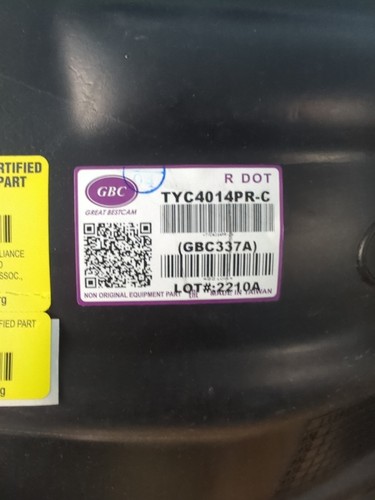 RTIFIED
PART
LIANCE
D
SSOC.,
rg
FIED PART
g
R DOT
GBC
GREAT BESTCAM
TYC4014PR-C
(GBC337A)
LOT#:2210A
NON ORIGINAL EQUIPMENT PART
MADE IN TAIWAN